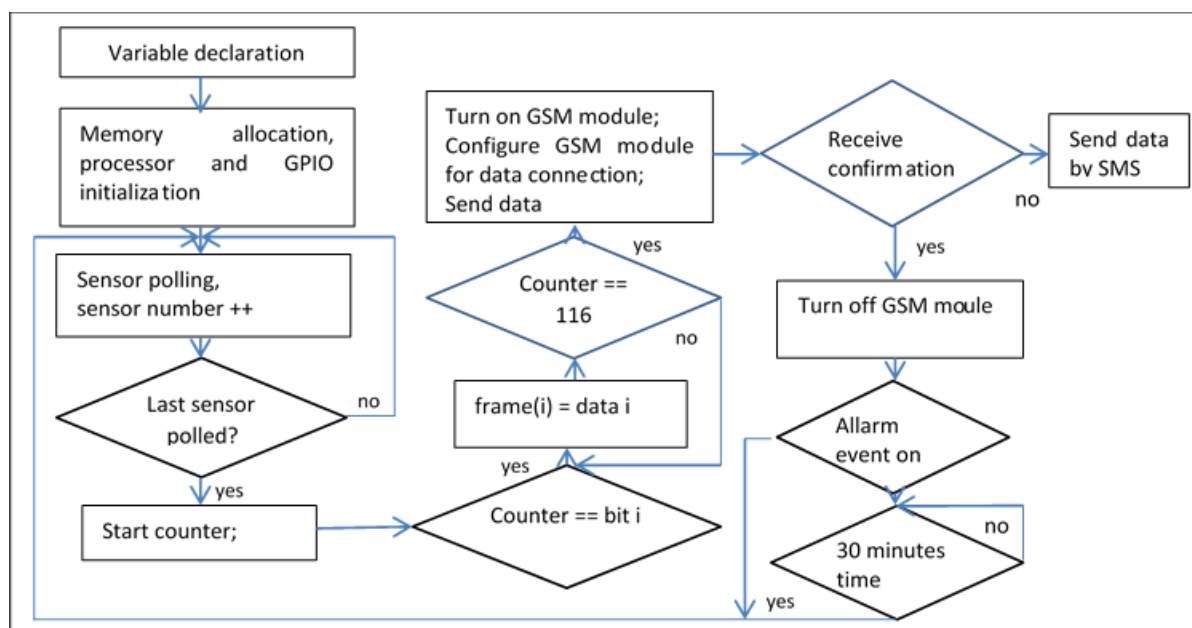 Variable declaration
Memory allocation,
processor and GPIO
initialization
Sensor polling,
sensor number ++
Last sensor
polled?
no
yes
Start counter;
Counter == bit i
yes
frame(i) = data i
Counter ==
116
no
yes
Turn on GSM module;
Configure GSM module
for data connection;
Send data
Receive
confirmation
no
Send data
by SMS
yes
Turn off GSM moule
Allarm
event on
yes
30 minutes
time
no
yes